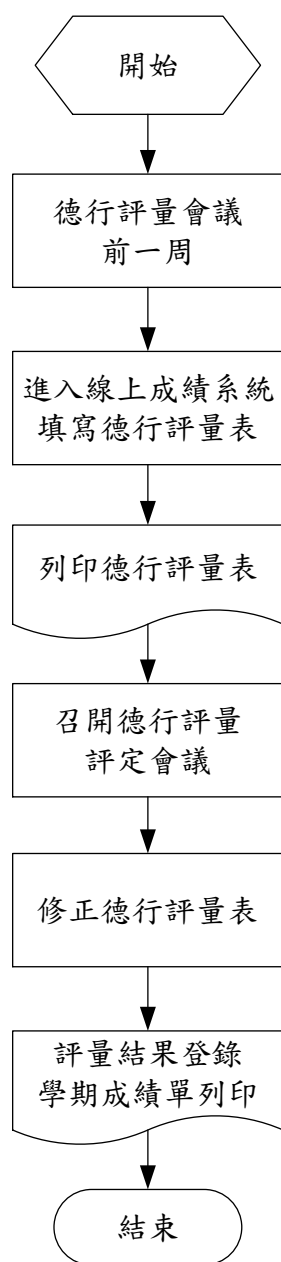 開始
德行評量會議
前一周
進入線上成績系統
填寫德行評量表
列印德行評量表
召開德行評量
評定會議
修正德行評量表
評量結果登錄
學期成績單列印
結束